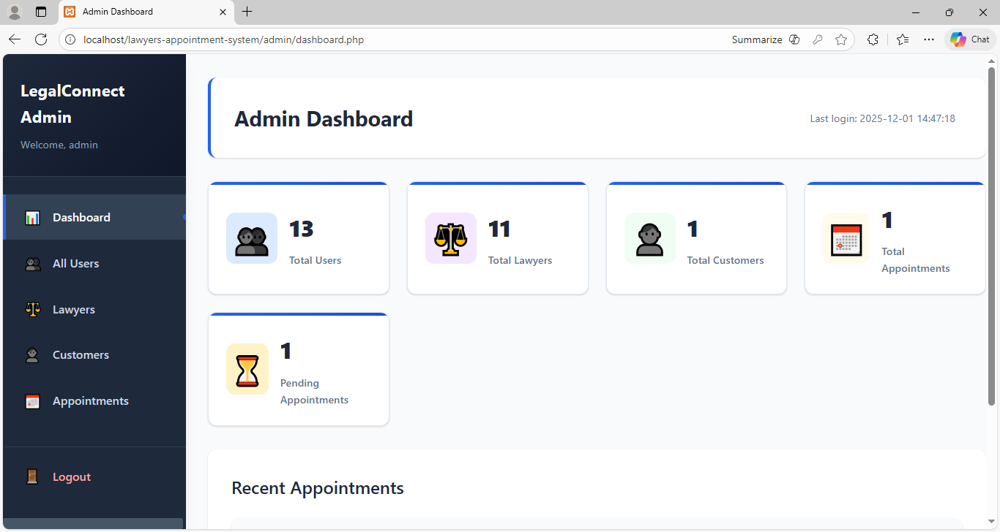 Admin Dashboard
localhost/lawyers-appointment-system/admin/dashboard.php
Summarize
Chat
LegalConnect
Admin
Welcome, admin
Dashboard
All Users
Lawyers
Customers
Appointments
Logout
Admin Dashboard
Last login: 2025-12-01 14:47:18
13
Total Users
11
Total Lawyers
1
Total Customers
1
Total
Appointments
1
Pending
Appointments
Recent Appointments